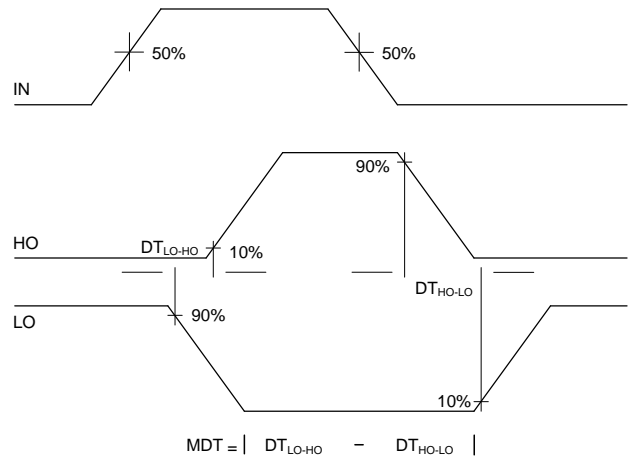 50%
50%
IN
90%
HO
DT_LO-HO
10%
DT_HO-LO
LO
90%
10%
MDT = | DT_LO-HO – DT_HO-LO |